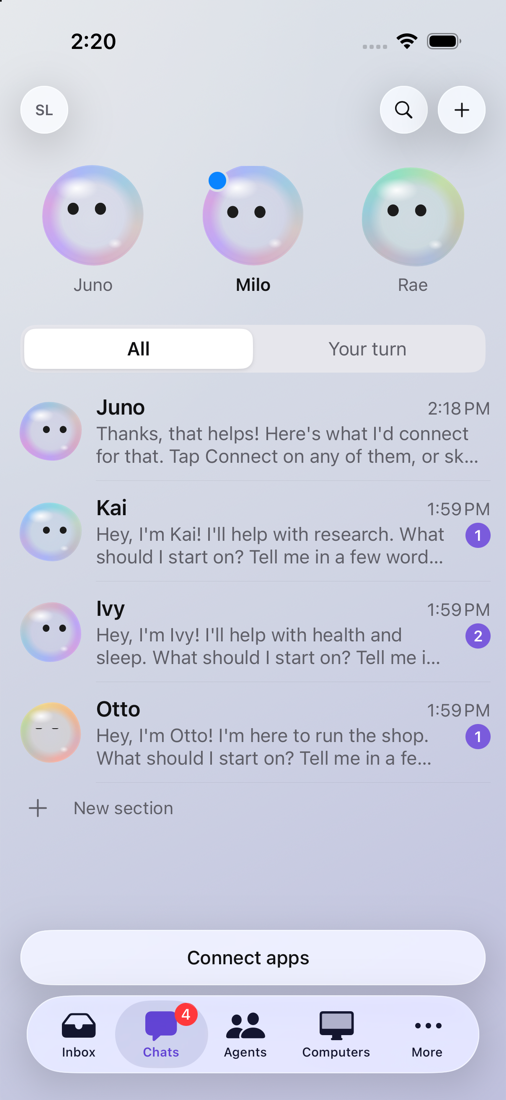 2:20
SL
Juno
Milo
Rae
All
Your turn
Juno
2:18 PM
Thanks, that helps! Here's what I'd connect
for that. Tap Connect on any of them, or sk...
Kai
1:59 PM
Hey, I'm Kai! I'll help with research. What
should I start on? Tell me in a few word...
1
Ivy
1:59 PM
Hey, I'm Ivy! I'll help with health and
sleep. What should I start on? Tell me i...
2
Otto
1:59 PM
Hey, I'm Otto! I'm here to run the shop.
What should I start on? Tell me in a fe...
1
New section
Connect apps
4
Inbox
Chats
Agents
Computers
More